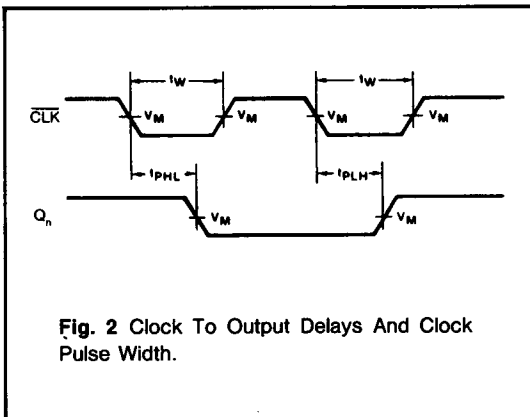 tW tW
CLK VM VM VM VM
tPHL tPLH
Qn VM VM
Fig. 2 Clock To Output Delays And Clock
Pulse Width.